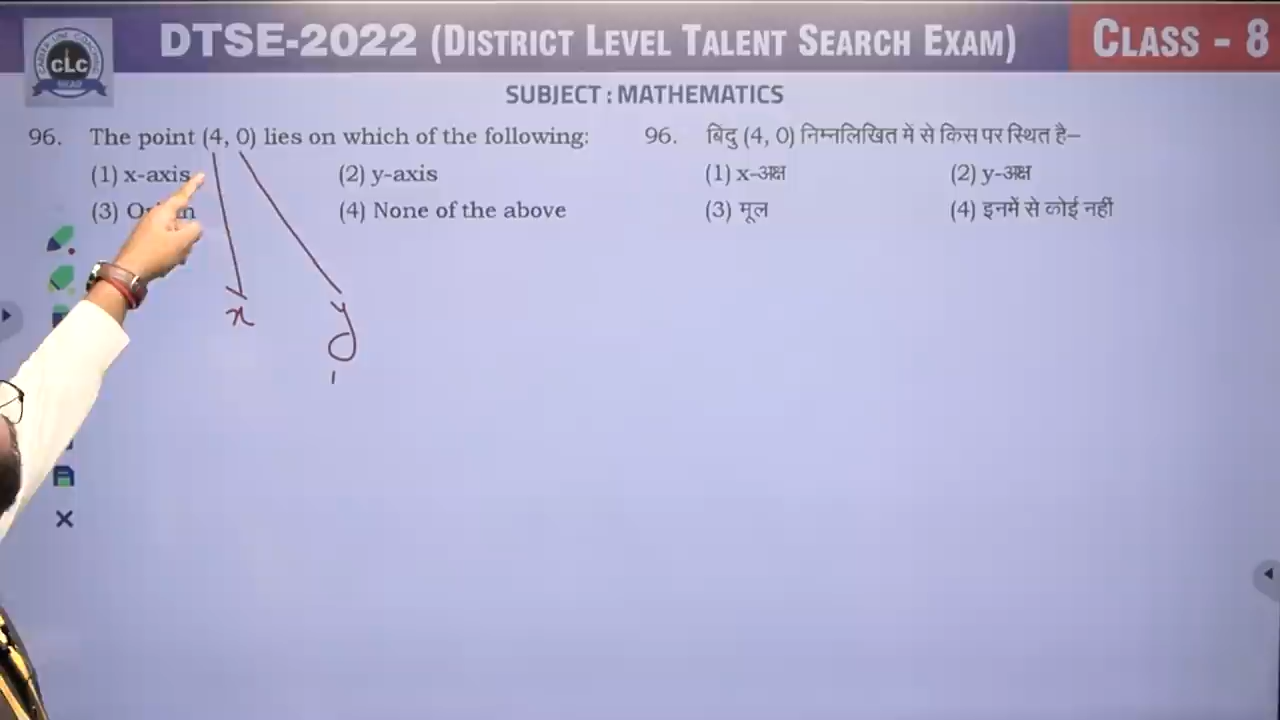 DTSE-2022 (DISTRICT LEVEL TALENT SEARCH EXAM)
CLASS - 8
CLC
SUBJECT : MATHEMATICS
96. The point (4, 0) lies on which of the following:
(1) x-axis (2) y-axis
(3) (4) None of the above
96. बिंदु (4, 0) निम्नलिखित में से किस पर स्थित है–
(1) x-अक्ष (2) y-अक्ष
(3) मूल (4) इनमें से कोई नहीं
x y